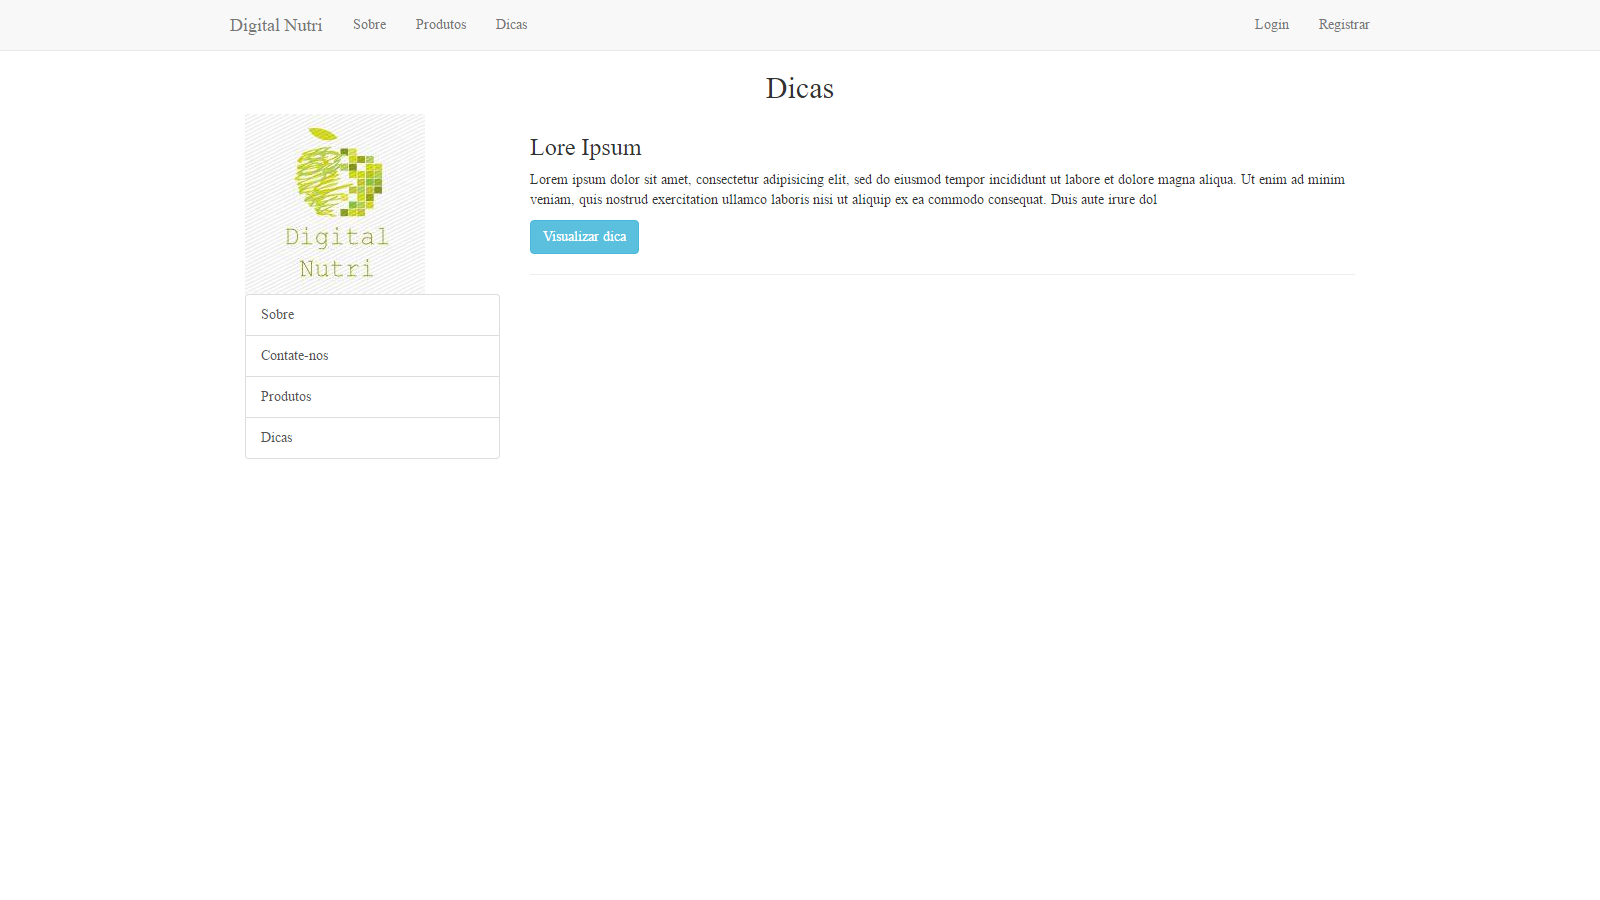 Digital Nutri Sobre Produtos Dicas Login Registrar
Dicas
Digital
Nutri
Sobre
Contate-nos
Produtos
Dicas
Lore Ipsum
Lorem ipsum dolor sit amet, consectetur adipisicing elit, sed do eiusmod tempor incididunt ut labore et dolore magna aliqua. Ut enim ad minim
veniam, quis nostrud exercitation ullamco laboris nisi ut aliquip ex ea commodo consequat. Duis aute irure dol
Visualizar dica